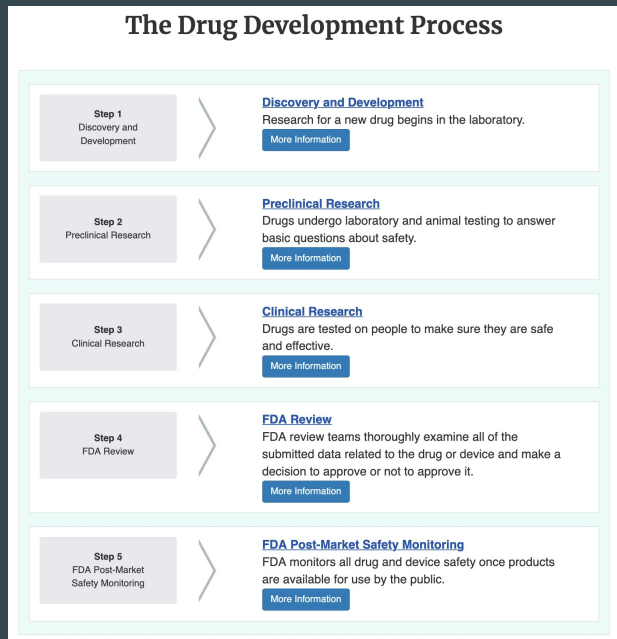 The Drug Development Process
Step 1
Discovery and
Development
Discovery and Development
Research for a new drug begins in the laboratory.
More Information
Step 2
Preclinical Research
Preclinical Research
Drugs undergo laboratory and animal testing to answer
basic questions about safety.
More Information
Step 3
Clinical Research
Clinical Research
Drugs are tested on people to make sure they are safe
and effective.
More Information
Step 4
FDA Review
FDA Review
FDA review teams thoroughly examine all of the
submitted data related to the drug or device and make a
decision to approve or not to approve it.
More Information
Step 5
FDA Post-Market
Safety Monitoring
FDA Post-Market Safety Monitoring
FDA monitors all drug and device safety once products
are available for use by the public.
More Information